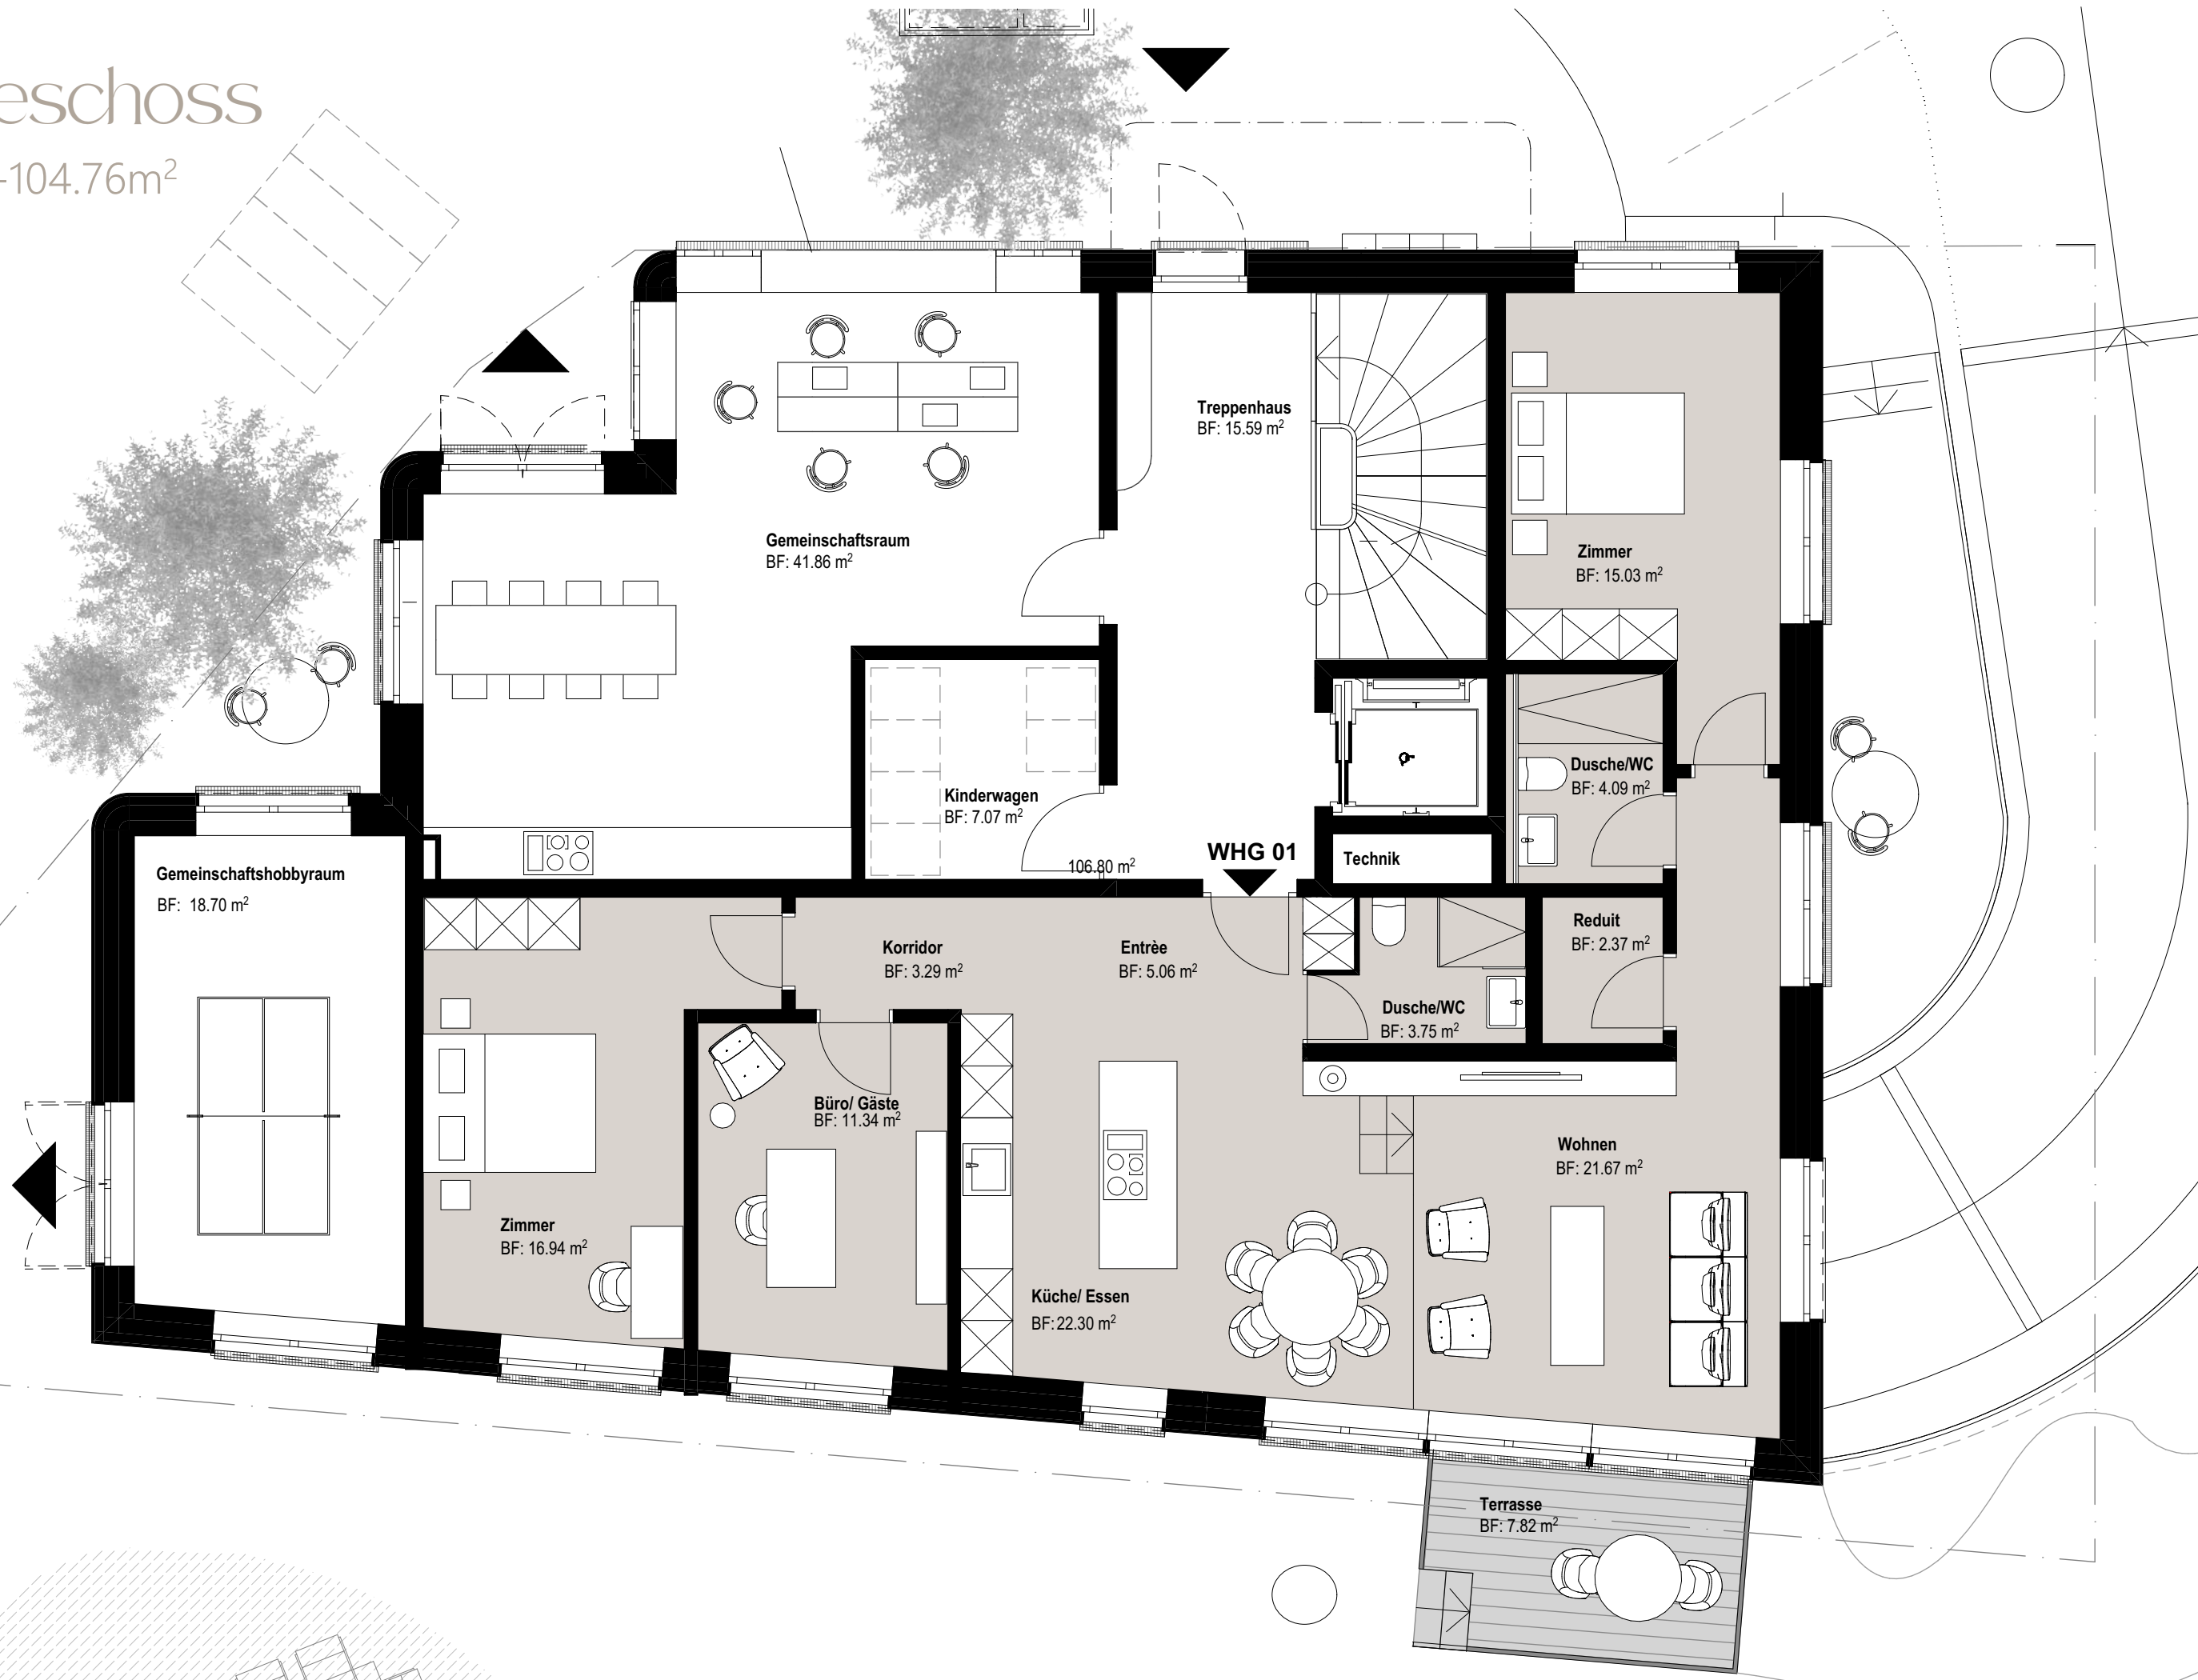 eschoss
-104.76m²
Treppenhaus
BF: 15.59 m²
Gemeinschaftsraum
BF: 41.86 m²
Zimmer
BF: 15.03 m²
Dusche/WC
BF: 4.09 m²
Kinderwagen
BF: 7.07 m²
106.80 m²
WHG 01
Technik
Gemeinschaftshobbyraum
BF: 18.70 m²
Korridor
BF: 3.29 m²
Entrèe
BF: 5.06 m²
Reduit
BF: 2.37 m²
Dusche/WC
BF: 3.75 m²
Büro/ Gäste
BF: 11.34 m²
Wohnen
BF: 21.67 m²
Zimmer
BF: 16.94 m²
Küche/ Essen
BF: 22.30 m²
Terrasse
BF: 7.82 m²